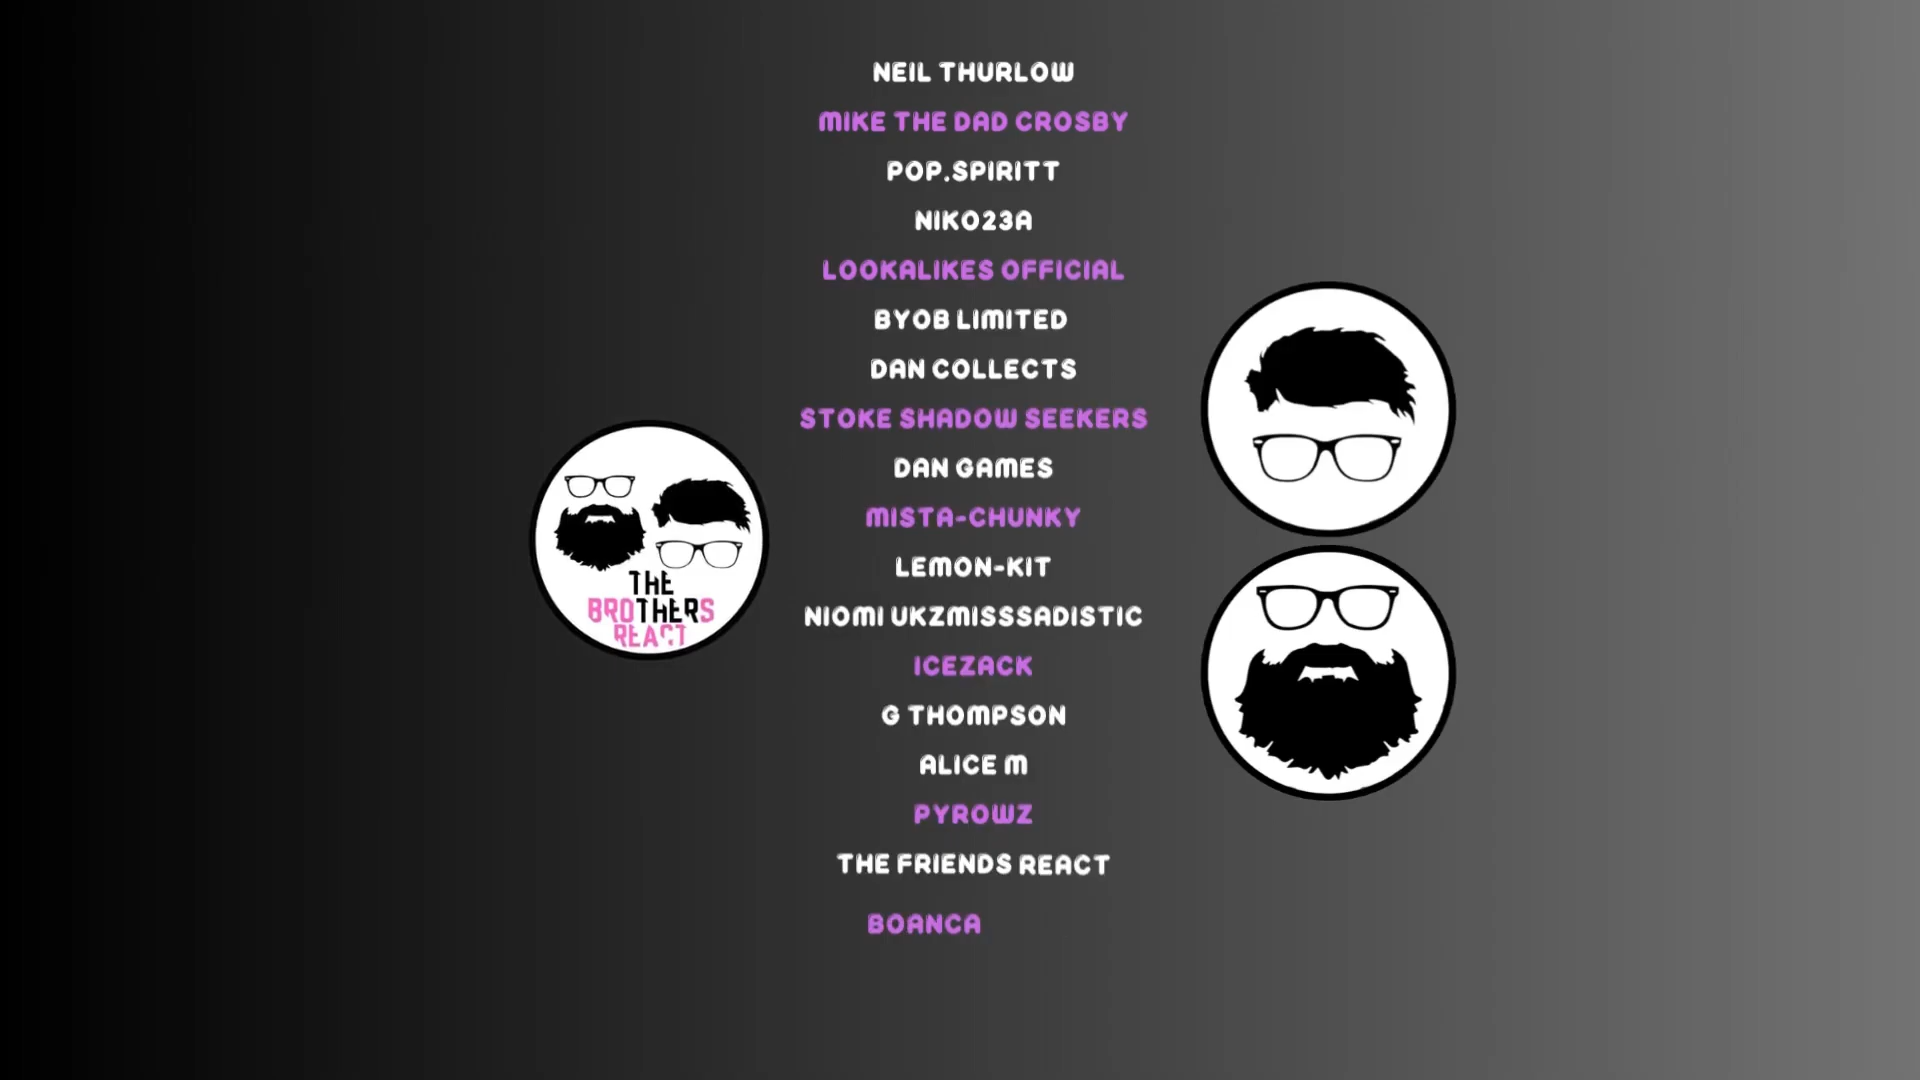 NEIL THURLOW
MIKE THE DAD CROSBY
POP.SPIRITT
NIKO23A
LOOKALIKES OFFICIAL
BYOB LIMITED
DAN COLLECTS
STOKE SHADOW SEEKERS
DAN GAMES
MISTA-CHUNKY
LEMON-KIT
NIOMI UKZMISSSADISTIC
ICEZACK
G THOMPSON
ALICE M
PYROWZ
THE FRIENDS REACT
BOANCA
THE
BROTHERS
REACT